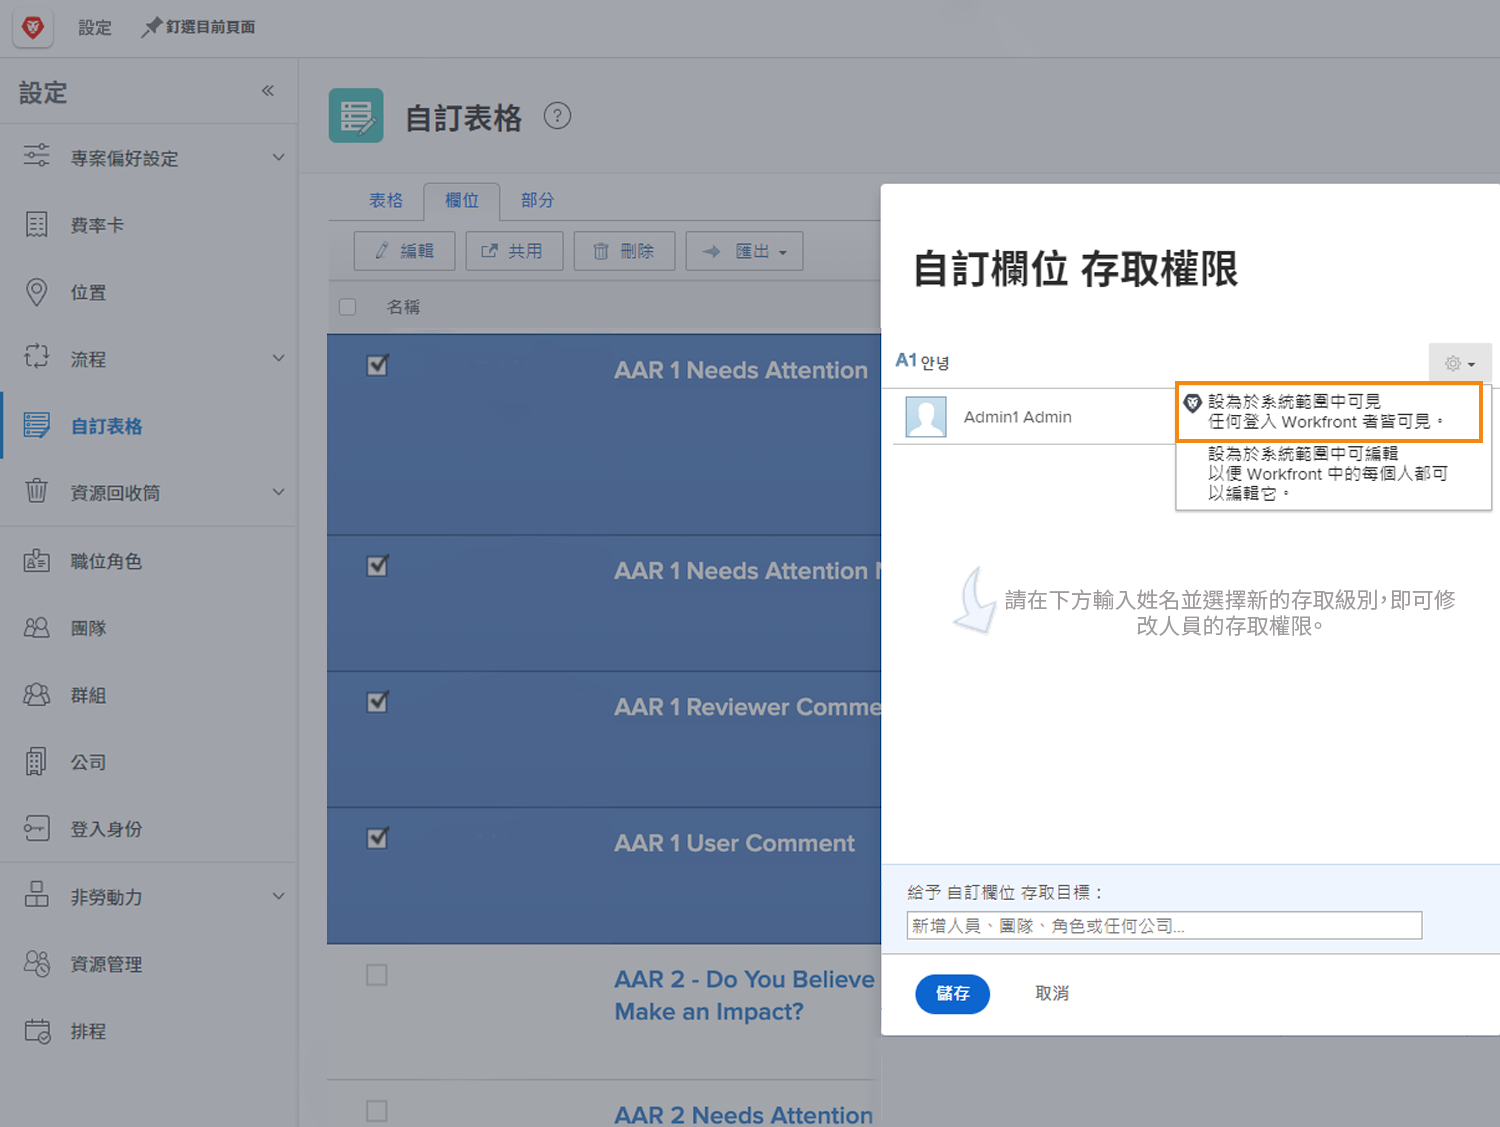 設定
釘選目前頁面
設定
專案偏好設定
費率卡
位置
流程
自訂表格
資源回收筒
職位角色
團隊
群組
公司
登入身份
非勞動力
資源管理
排程
自訂表格
表格
欄位
部分
編輯
共用
刪除
匯出
名稱
AAR 1 Needs Attention
AAR 1 Needs Attention
AAR 1 Reviewer Comme
AAR 1 User Comment
AAR 2 - Do You Believe
Make an Impact?
AAR 2 Needs Attention
自訂欄位 存取權限
A1 안녕
Admin1 Admin
設為於系統範圍中可見
任何登入 Workfront 者皆可見。
設為於系統範圍中可編輯
以便 Workfront 中的每個人都可
以編輯它。
請在下方輸入姓名並選擇新的存取級別，即可修
改人員的存取權限。
給予 自訂欄位 存取目標：
新增人員、團隊、角色或任何公司...
儲存
取消